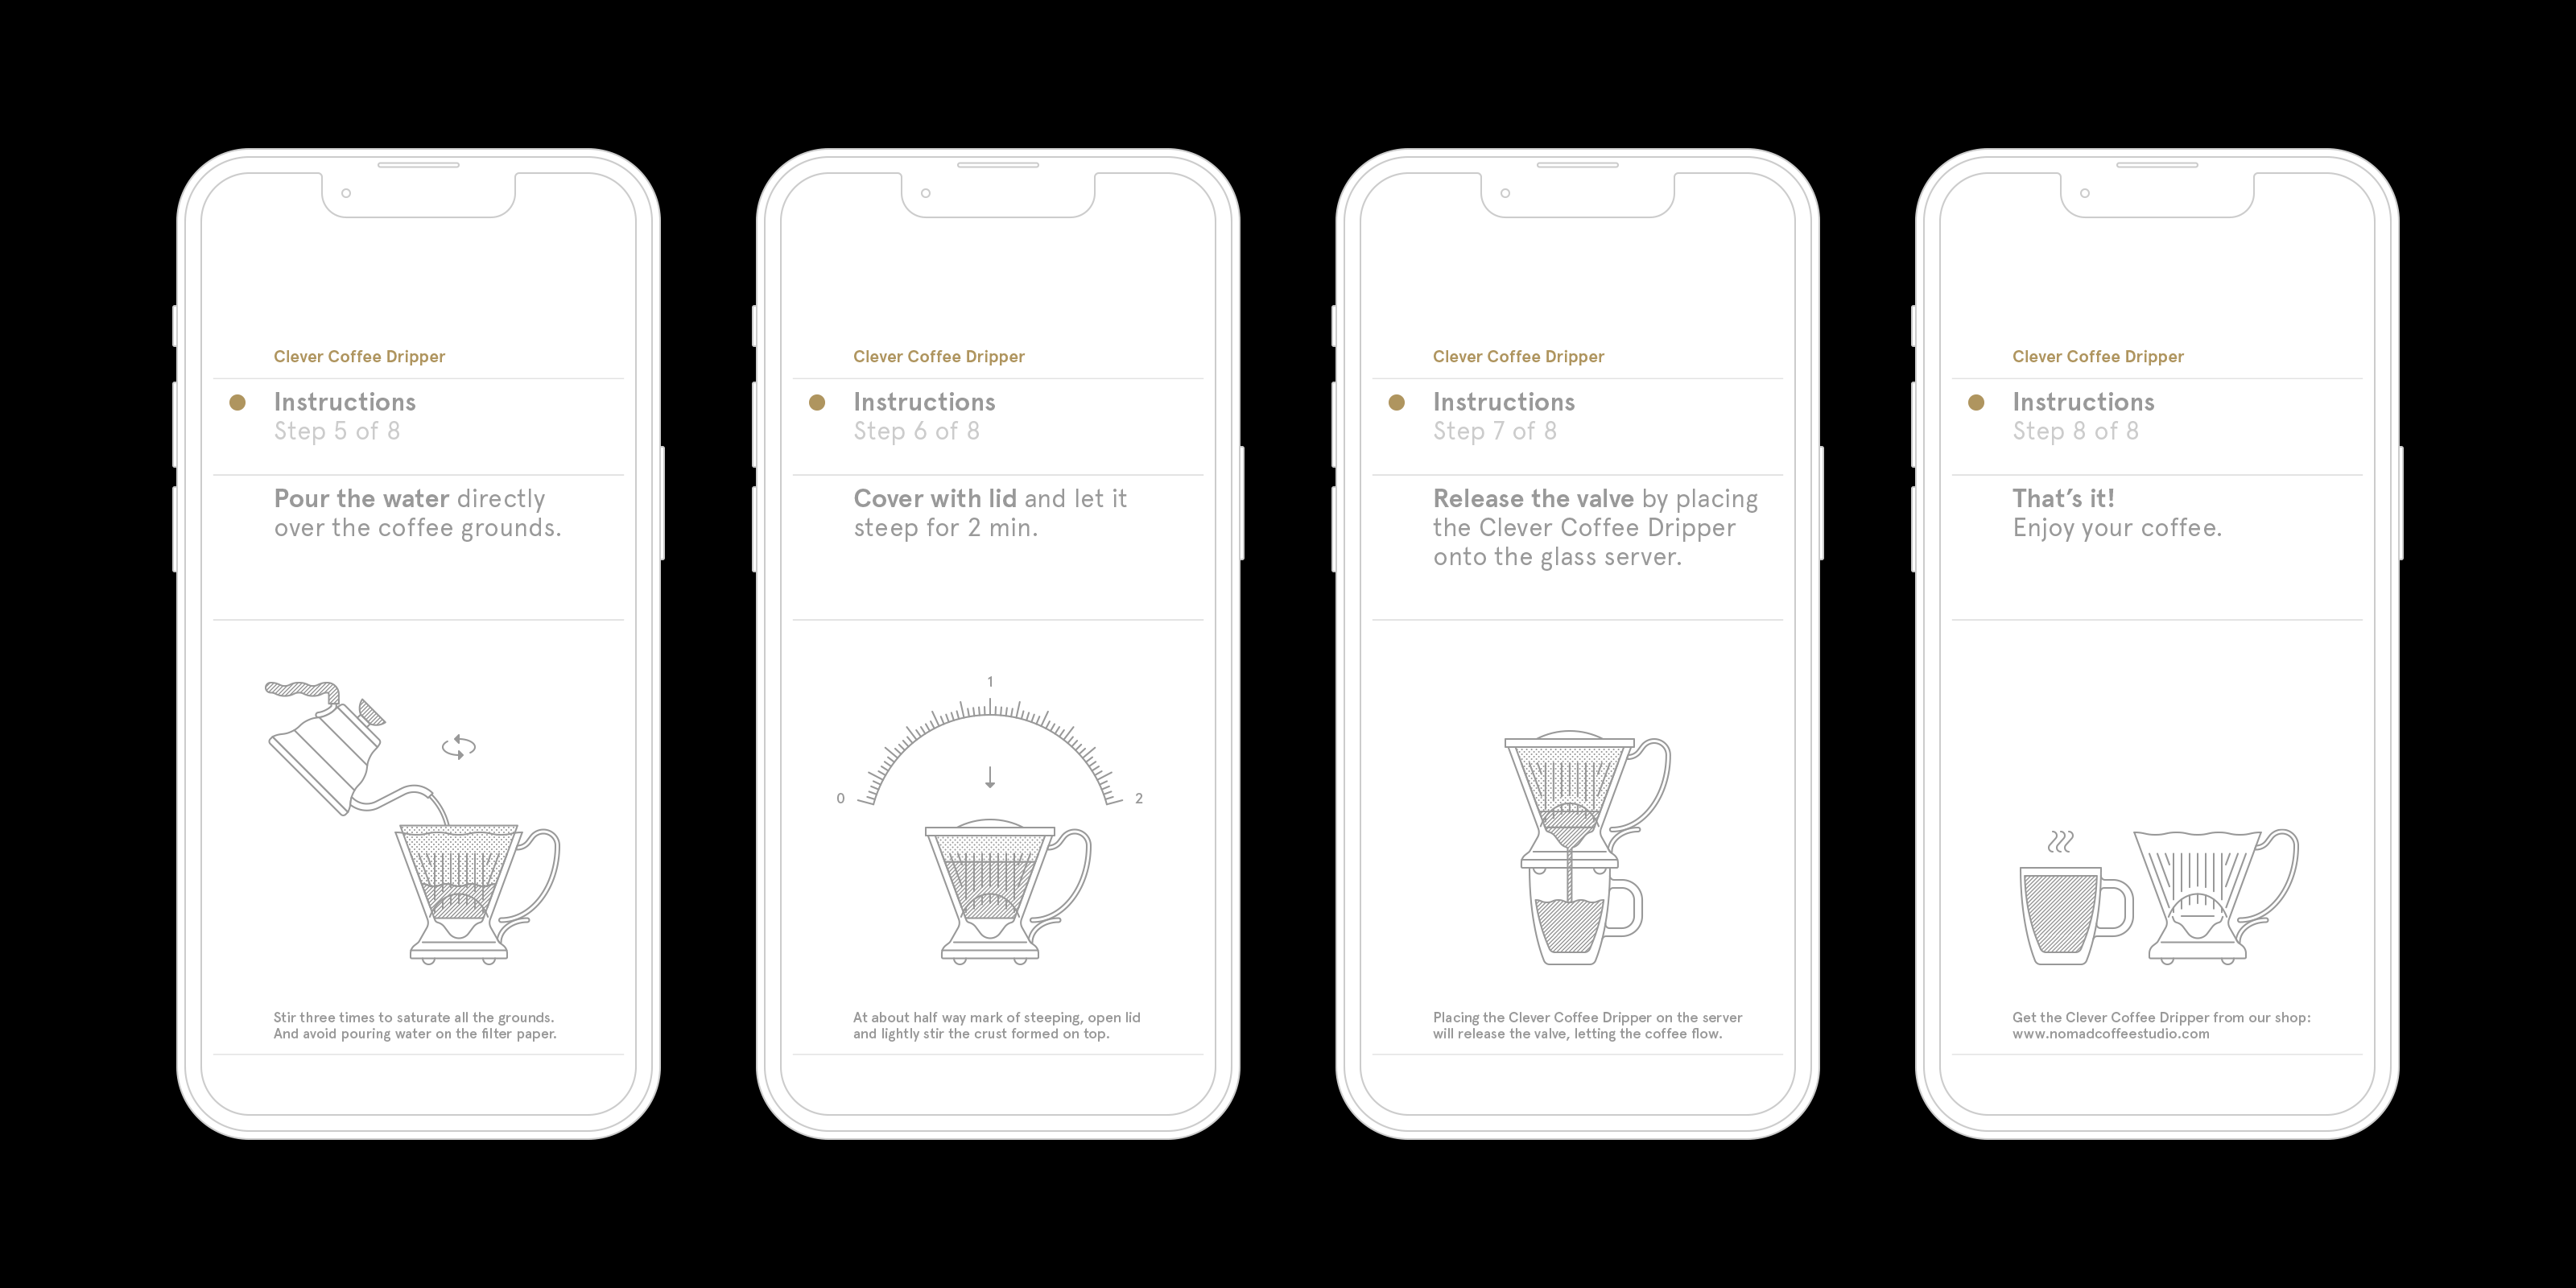 Clever Coffee Dripper
Instructions
Step 5 of 8
Pour the water directly
over the coffee grounds.
Stir three times to saturate all the grounds.
And avoid pouring water on the filter paper.
Clever Coffee Dripper
Instructions
Step 6 of 8
Cover with lid and let it
steep for 2 min.
1
0
2
At about half way mark of steeping, open lid
and lightly stir the crust formed on top.
Clever Coffee Dripper
Instructions
Step 7 of 8
Release the valve by placing
the Clever Coffee Dripper
onto the glass server.
Placing the Clever Coffee Dripper on the server
will release the valve, letting the coffee flow.
Clever Coffee Dripper
Instructions
Step 8 of 8
That’s it!
Enjoy your coffee.
Get the Clever Coffee Dripper from our shop:
www.nomadcoffeestudio.com